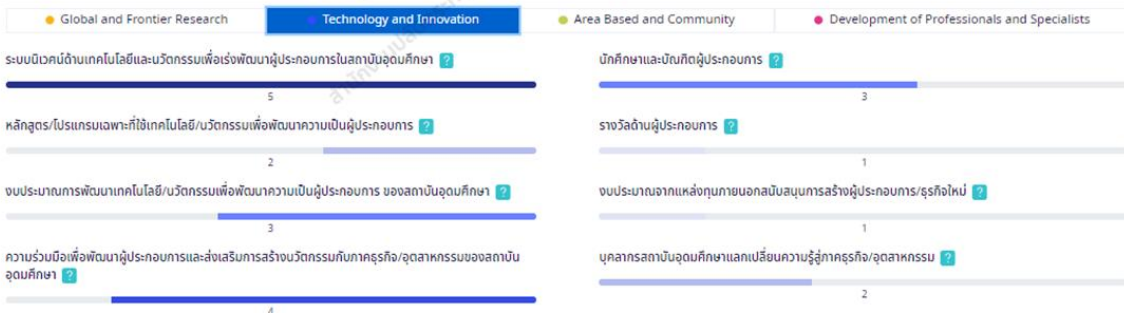 Global and Frontier Research
Technology and Innovation
Area Based and Community
Development of Professionals and Specialists
ระบบนิเวศน์ด้านเทคโนโลยีและนวัตกรรมเพื่อเร่งพัฒนาผู้ประกอบการในสถาบันอุดมศึกษา ?
5
นักศึกษาและบัณฑิตผู้ประกอบการ ?
3
หลักสูตร/โปรแกรมเฉพาะที่ใช้เทคโนโลยี/นวัตกรรมเพื่อพัฒนาความเป็นผู้ประกอบการ ?
2
รางวัลด้านผู้ประกอบการ ?
1
งบประมาณการพัฒนาเทคโนโลยี/นวัตกรรมเพื่อพัฒนาความเป็นผู้ประกอบการ ของสถาบันอุดมศึกษา ?
3
งบประมาณจากแหล่งทุนภายนอกสนับสนุนการสร้างผู้ประกอบการ/ธุรกิจใหม่ ?
1
ความร่วมมือเพื่อพัฒนาผู้ประกอบการและส่งเสริมการสร้างนวัตกรรมกับภาคธุรกิจ/อุตสาหกรรมของสถาบัน
อุดมศึกษา ?
4
บุคลากรสถาบันอุดมศึกษาแลกเปลี่ยนความรู้สู่ภาคธุรกิจ/อุตสาหกรรม ?
2